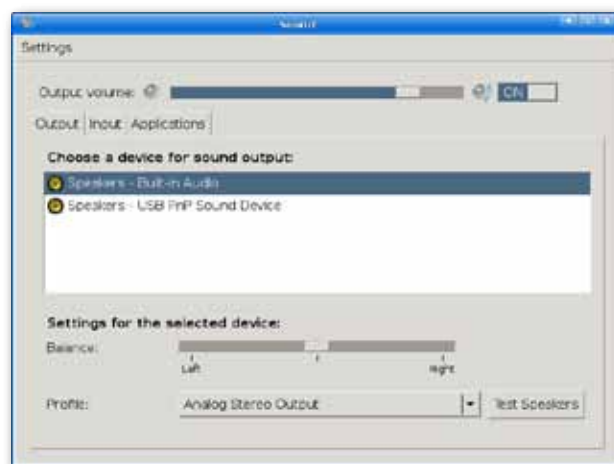 Sound
Settings
Output volume: ON
Output Input Applications
Choose a device for sound output:
Speakers - Built-in Audio
Speakers - USB PnP Sound Device
Settings for the selected device:
Balance:
Left Right
Profile: Analog Stereo Output Test Speakers